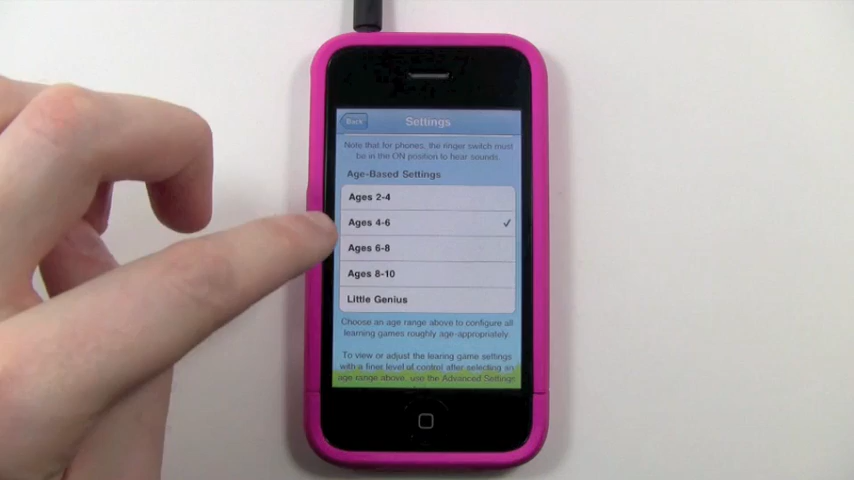 Back
Settings
Note that for phones, the ringer switch must
be in the ON position to hear sounds.
Age-Based Settings
Ages 2-4
Ages 4-6
Ages 6-8
Ages 8-10
Little Genius
Choose an age range above to configure all
learning games roughly age-appropriately.
To view or adjust the learing game settings
with a finer level of control after selecting an
age range above, use the Advanced Settings